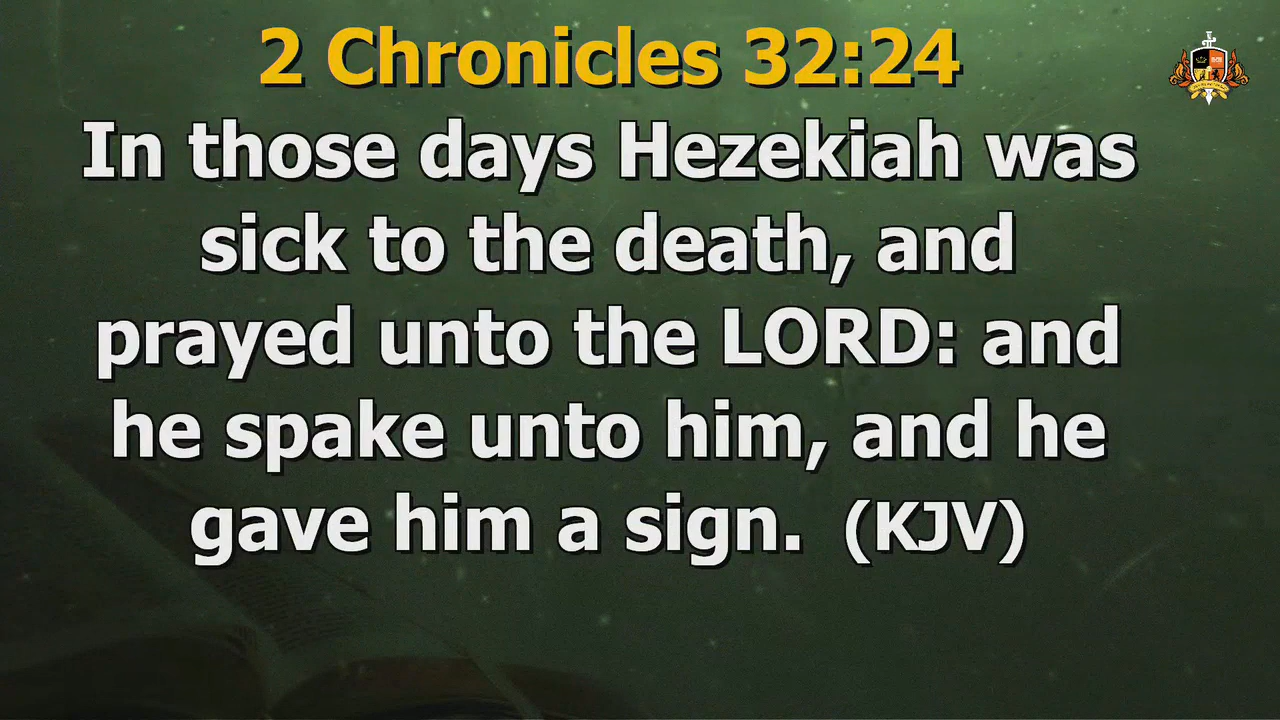 2 Chronicles 32:24
In those days Hezekiah was
sick to the death, and
prayed unto the LORD: and
he spake unto him, and he
gave him a sign. (KJV)